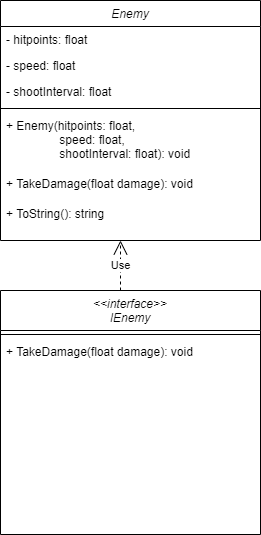 Enemy
- hitpoints: float
- speed: float
- shootInterval: float
+ Enemy(hitpoints: float,
speed: float,
shootInterval: float): void
+ TakeDamage(float damage): void
+ ToString(): string
Use
<<interface>>
IEnemy
+ TakeDamage(float damage): void